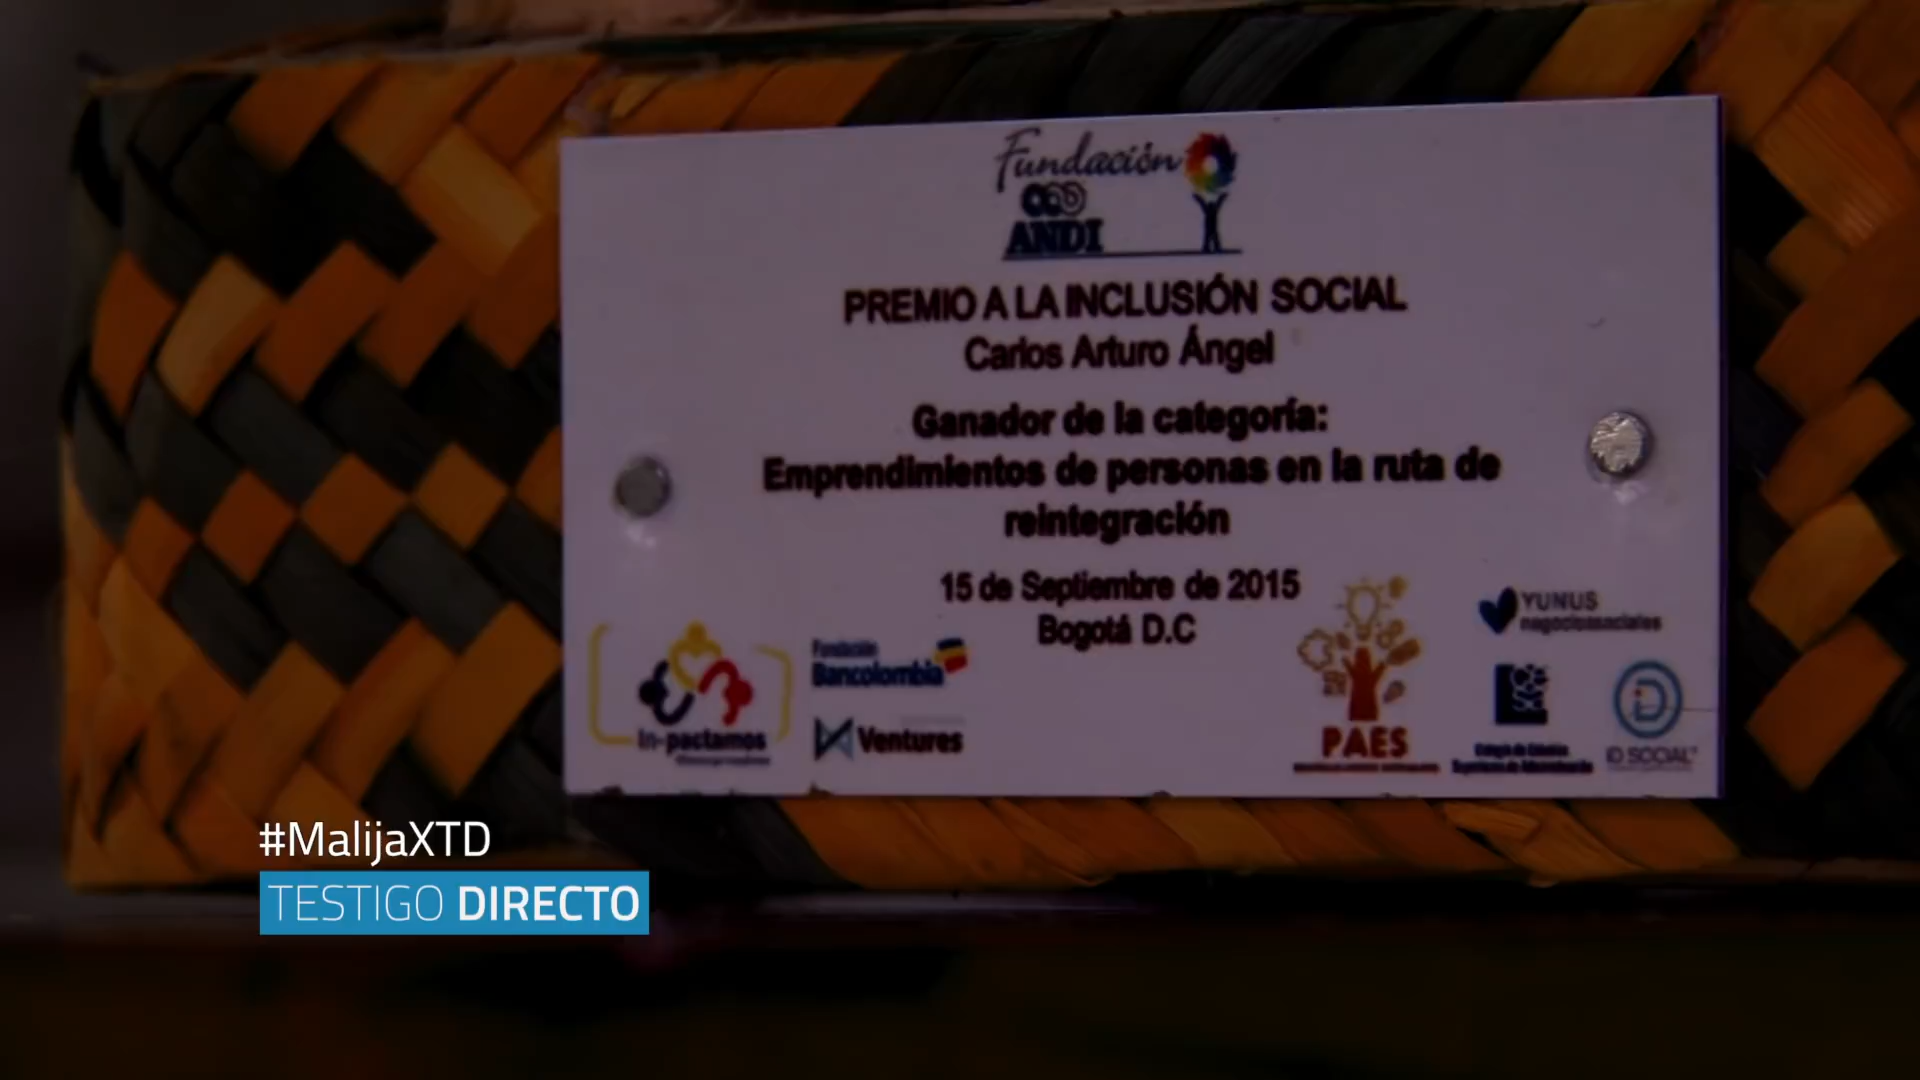 Fundación
ANDI
PREMIO A LA INCLUSIÓN SOCIAL
Carlos Arturo Ángel
Ganador de la categoría:
Emprendimientos de personas en la ruta de
reintegración
15 de Septiembre de 2015
Bogotá D.C
In-pactamos
Fundación
Bancolombia
Ventures
PAES
YUNUS
negociossociales
ID SOCIAL
#MalijaXTD
TESTIGO DIRECTO